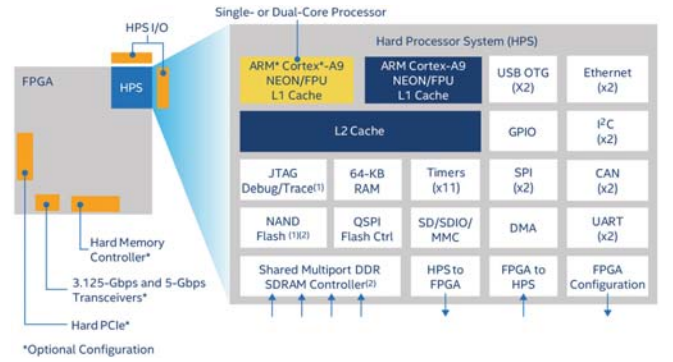 Single- or Dual-Core Processor
HPS I/O
FPGA
HPS
Hard Processor System (HPS)
ARM* Cortex*-A9
NEON/FPU
L1 Cache
ARM Cortex-A9
NEON/FPU
L1 Cache
USB OTG
(X2)
Ethernet
(x2)
L2 Cache
GPIO
I²C
(x2)
JTAG
Debug/Trace⁽¹⁾
64-KB
RAM
Timers
(x11)
SPI
(x2)
CAN
(x2)
NAND
Flash ⁽¹⁾⁽²⁾
QSPI
Flash Ctrl
SD/SDIO/
MMC
DMA
UART
(x2)
Shared Multiport DDR
SDRAM Controller⁽²⁾
HPS to
FPGA
FPGA to
HPS
FPGA
Configuration
Hard Memory
Controller*
3.125-Gbps and 5-Gbps
Transceivers*
Hard PCIe*
*Optional Configuration